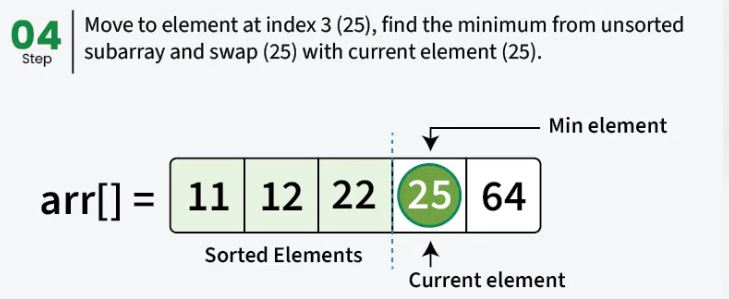 04
Step
Move to element at index 3 (25), find the minimum from unsorted
subarray and swap (25) with current element (25).
Min element
arr[] = 11 12 22 25 64
Sorted Elements
Current element